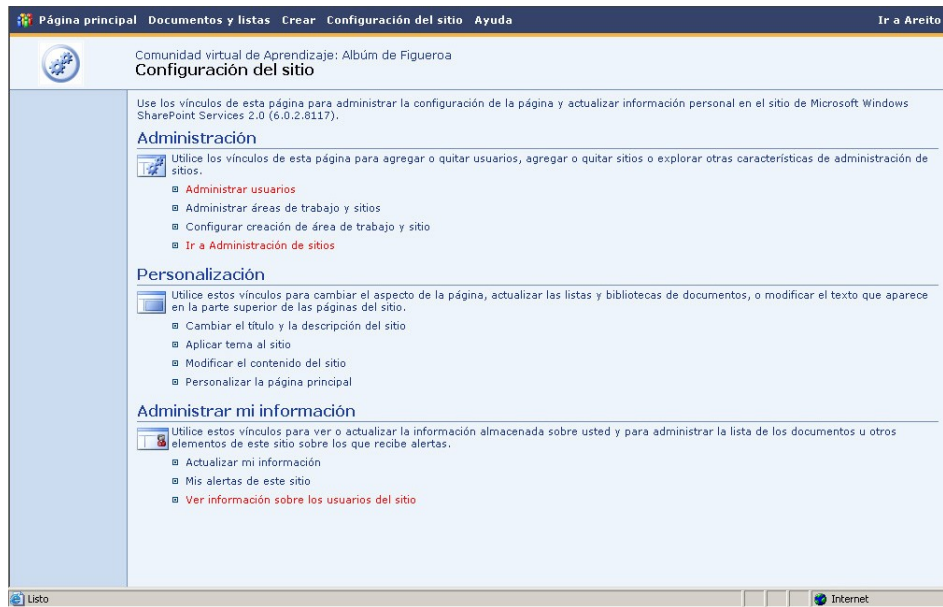 Página principal Documentos y listas Crear Configuración del sitio Ayuda Ir a Areito
Comunidad virtual de Aprendizaje: Albúm de Figueroa
Configuración del sitio
Use los vínculos de esta página para administrar la configuración de la página y actualizar información personal en el sitio de Microsoft Windows
SharePoint Services 2.0 (6.0.2.8117).
Administración
Utilice los vínculos de esta página para agregar o quitar usuarios, agregar o quitar sitios o explorar otras características de administración de
sitios.
Administrar usuarios
Administrar áreas de trabajo y sitios
Configurar creación de área de trabajo y sitio
Ir a Administración de sitios
Personalización
Utilice estos vínculos para cambiar el aspecto de la página, actualizar las listas y bibliotecas de documentos, o modificar el texto que aparece
en la parte superior de las páginas del sitio.
Cambiar el título y la descripción del sitio
Aplicar tema al sitio
Modificar el contenido del sitio
Personalizar la página principal
Administrar mi información
Utilice estos vínculos para ver o actualizar la información almacenada sobre usted y para administrar la lista de los documentos u otros
elementos de este sitio sobre los que recibe alertas.
Actualizar mi información
Mis alertas de este sitio
Ver información sobre los usuarios del sitio
Listo Internet